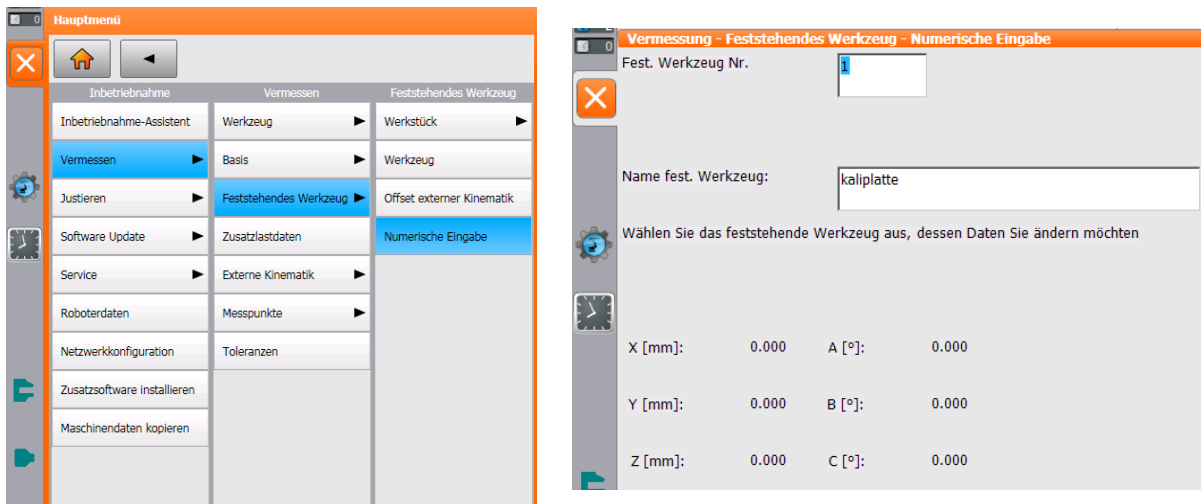 0
Hauptmenü
Inbetriebnahme
Inbetriebnahme-Assistent
Vermessen
Justieren
Software Update
Service
Roboterdaten
Netzwerkkonfiguration
Zusatzsoftware installieren
Maschinendaten kopieren
Vermessen
Werkzeug
Basis
Feststehendes Werkzeug
Zusatzlastdaten
Externe Kinematik
Messpunkte
Toleranzen
Feststehendes Werkzeug
Werkstück
Werkzeug
Offset externer Kinematik
Numerische Eingabe
0
Vermessung - Feststehendes Werkzeug - Numerische Eingabe
Fest. Werkzeug Nr. 1
Name fest. Werkzeug: kaliplatte
Wählen Sie das feststehende Werkzeug aus, dessen Daten Sie ändern möchten
X [mm]: 0.000 A [°]: 0.000
Y [mm]: 0.000 B [°]: 0.000
Z [mm]: 0.000 C [°]: 0.000